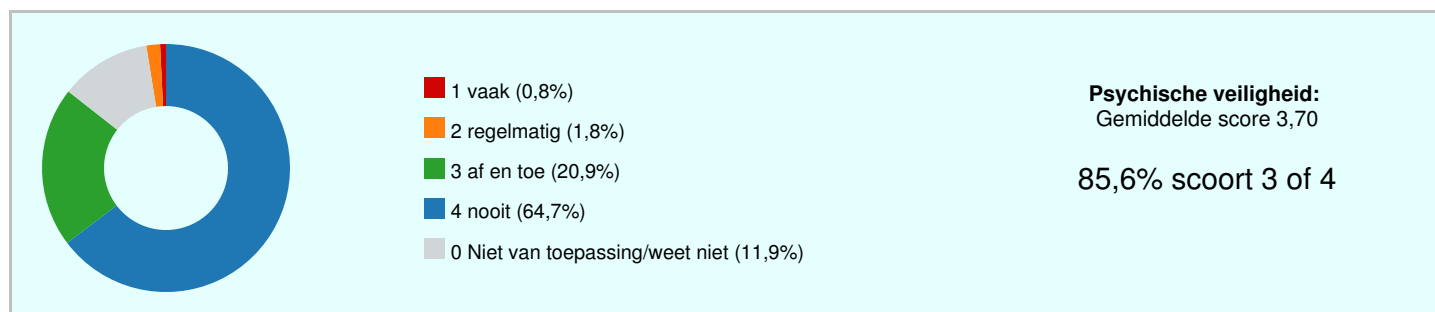 1 vaak (0,8%)
2 regelmatig (1,8%)
3 af en toe (20,9%)
4 nooit (64,7%)
0 Niet van toepassing/weet niet (11,9%)
Psychische veiligheid:
Gemiddelde score 3,70
85,6% scoort 3 of 4